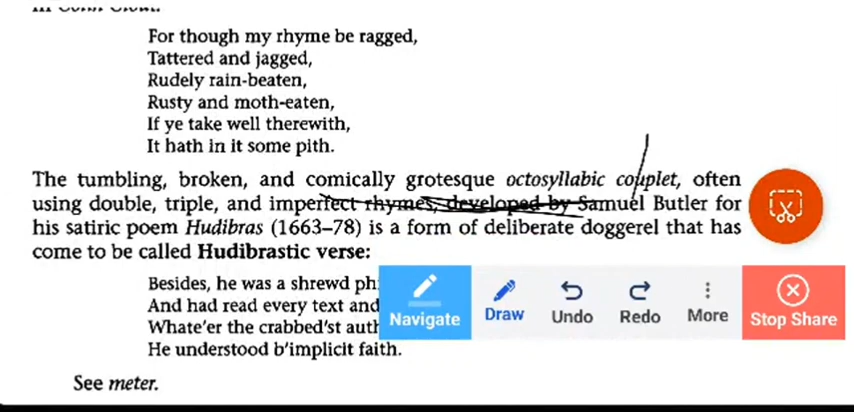 For though my rhyme be ragged,
Tattered and jagged,
Rudely rain-beaten,
Rusty and moth-eaten,
If ye take well therewith,
It hath in it some pith.
The tumbling, broken, and comically grotesque octosyllabic couplet, often
using double, triple, and imperfect rhymes, developed by Samuel Butler for
his satiric poem Hudibras (1663–78) is a form of deliberate doggerel that has
come to be called Hudibrastic verse:
Besides, he was a shrewd
And had read every text and
Whate'er the crabbed'st
He understood b'implicit faith.
See meter.
Navigate Draw Undo Redo More Stop Share